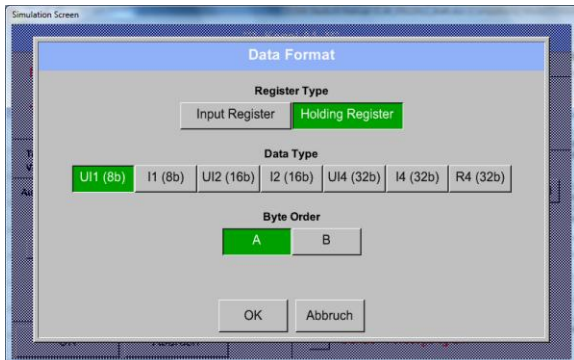 Simulation Screen
Data Format
Register Type
Input Register Holding Register
Data Type
UI1 (8b) I1 (8b) UI2 (16b) I2 (16b) UI4 (32b) I4 (32b) R4 (32b)
Byte Order
A B
OK Abbruch